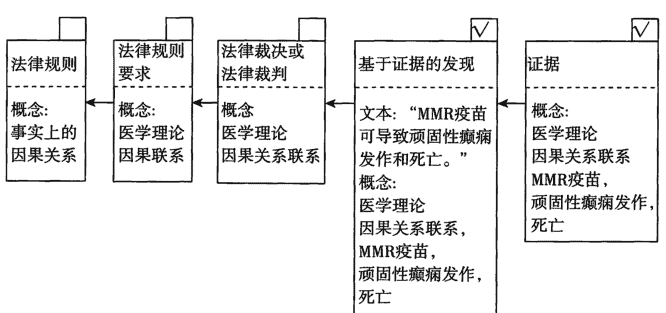 法律规则
概念:
事实上的
因果关系
法律规则
要求
概念:
医学理论
因果联系
法律裁决或
法律裁判
概念
医学理论
因果关系联系
√
基于证据的发现
文本:“MMR疫苗
可导致顽固性癫痫
发作和死亡。”
概念:
医学理论
因果关系联系，
MMR疫苗，
顽固性癫痫发作，
死亡
√
证据
概念:
医学理论
因果关系联系
MMR疫苗，
顽固性癫痫发作，
死亡